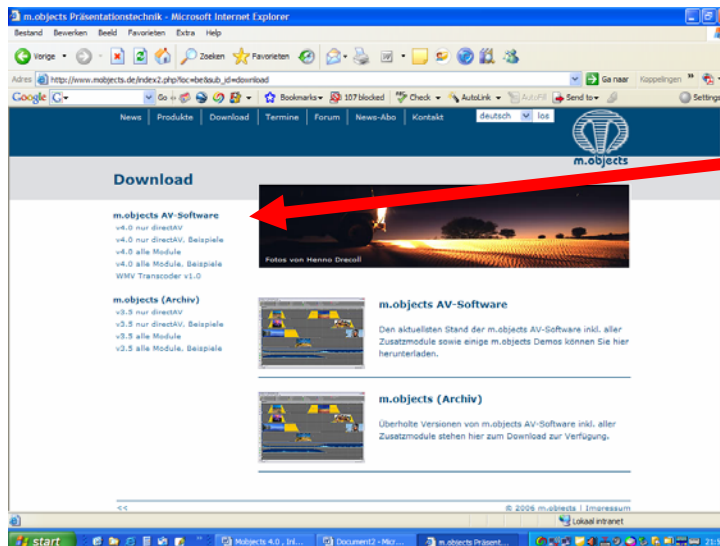 m.objects Präsentationstechnik - Microsoft Internet Explorer
Bestand Bewerken Beeld Favorieten Extra Help
Vorige Zoeken Favorieten
Adres http://www.mobjects.de/index2.php?loc=be&sub_id=download Ga naar Koppelingen »
Google G Go Bookmarks 107 blocked Check AutoLink AutoFill Send to Settings
News Produkte Download Termine Forum News-Abo Kontakt deutsch los
m.objects
Download
m.objects AV-Software
v4.0 nur directAV
v4.0 nur directAV, Beispiele
v4.0 alle Module
v4.0 alle Module, Beispiele
WMV Transcoder v1.0
Fotos von Henno Drecoll
m.objects (Archiv)
v3.5 nur directAV
v3.5 nur directAV, Beispiele
v3.5 alle Module
v3.5 alle Module, Beispiele
m.objects AV-Software
Den aktuellsten Stand der m.objects AV-Software inkl. aller
Zusatzmodule sowie einige m.objects Demos können Sie hier
herunterladen.
m.objects (Archiv)
Überholte Versionen von m.objects AV-Software inkl. aller
Zusatzmodule stehen hier zum Download zur Verfügung.
<< © 2006 m.objects | Impressum
Lokaal intranet
start Mobjects 4.0 , Ini... Document2 - Micr... m.objects Präsent...